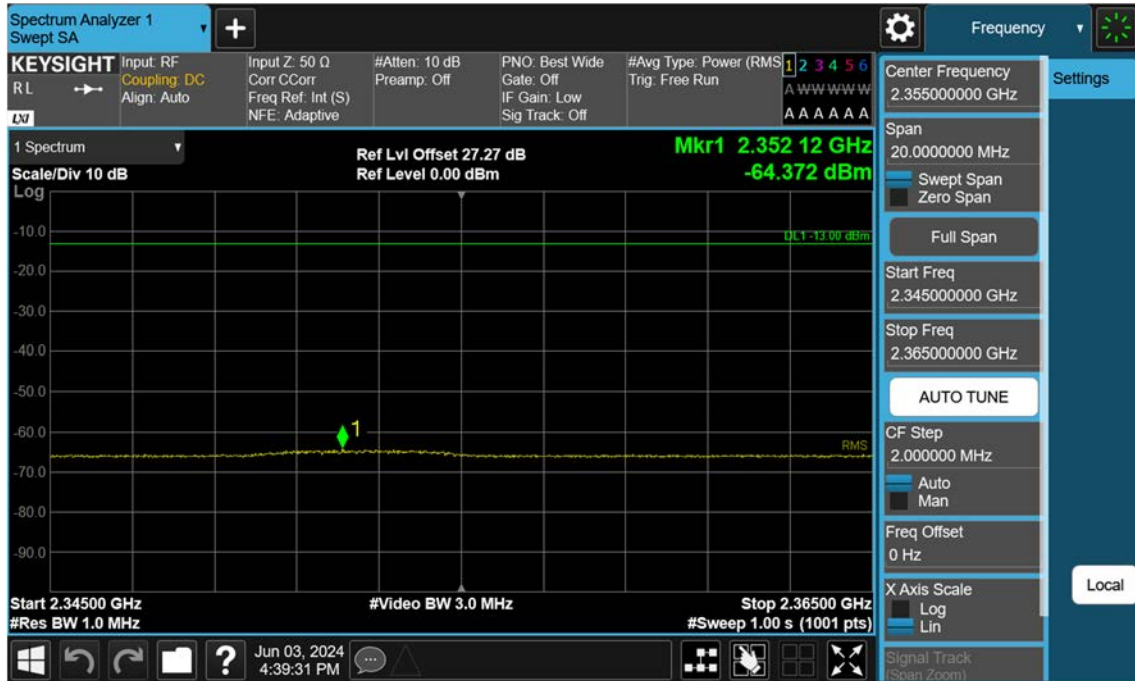 Spectrum Analyzer 1
Swept SA
Frequency
KEYSIGHT
RL
LXI
Input: RF
Coupling: DC
Align: Auto
Input Z: 50 Ω
Corr CCorr
Freq Ref: Int (S)
NFE: Adaptive
#Atten: 10 dB
Preamp: Off
PNO: Best Wide
Gate: Off
IF Gain: Low
Sig Track: Off
#Avg Type: Power (RMS
Trig: Free Run
1 2 3 4 5 6
A W W W W W
A A A A A A
1 Spectrum
Scale/Div 10 dB
Log
Ref Lvl Offset 27.27 dB
Ref Level 0.00 dBm
Mkr1 2.352 12 GHz
-64.372 dBm
DL1 -13.00 dBm
-10.0
-20.0
-30.0
-40.0
-50.0
-60.0
-70.0
-80.0
-90.0
1
RMS
Start 2.34500 GHz
#Res BW 1.0 MHz
#Video BW 3.0 MHz
Stop 2.36500 GHz
#Sweep 1.00 s (1001 pts)
Jun 03, 2024
4:39:31 PM
?
Center Frequency
2.355000000 GHz
Span
20.0000000 MHz
Swept Span
Zero Span
Full Span
Start Freq
2.345000000 GHz
Stop Freq
2.365000000 GHz
AUTO TUNE
CF Step
2.000000 MHz
Auto
Man
Freq Offset
0 Hz
X Axis Scale
Log
Lin
Signal Track
(Span Zoom)
Settings
Local